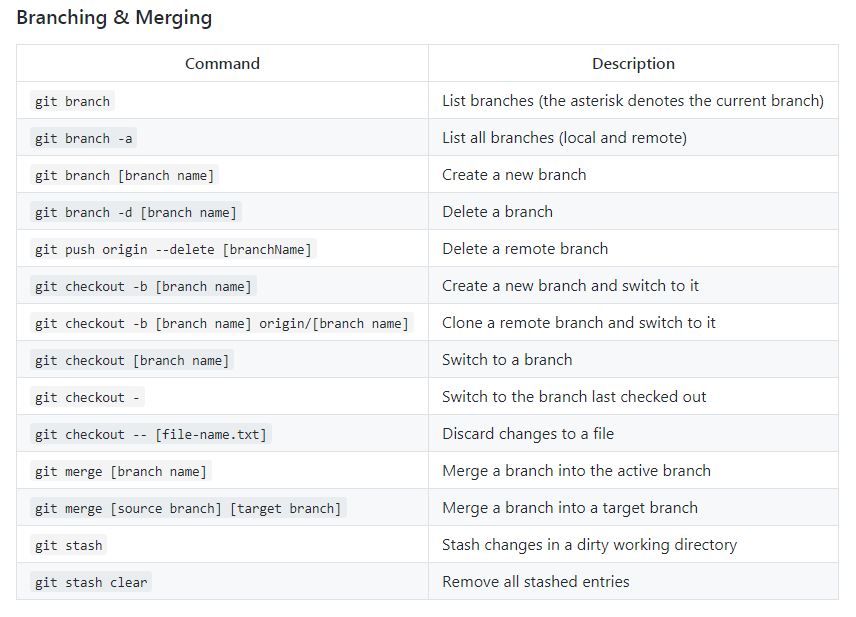 Branching & Merging
Command Description
git branch List branches (the asterisk denotes the current branch)
git branch -a List all branches (local and remote)
git branch [branch name] Create a new branch
git branch -d [branch name] Delete a branch
git push origin --delete [branchName] Delete a remote branch
git checkout -b [branch name] Create a new branch and switch to it
git checkout -b [branch name] origin/[branch name] Clone a remote branch and switch to it
git checkout [branch name] Switch to a branch
git checkout - Switch to the branch last checked out
git checkout -- [file-name.txt] Discard changes to a file
git merge [branch name] Merge a branch into the active branch
git merge [source branch] [target branch] Merge a branch into a target branch
git stash Stash changes in a dirty working directory
git stash clear Remove all stashed entries